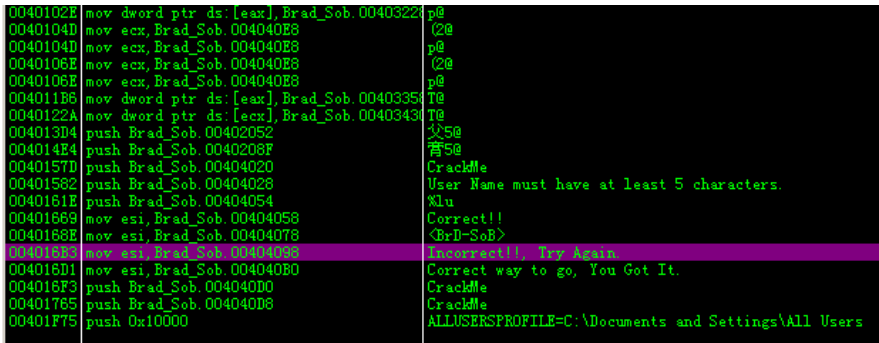 0040102E mov dword ptr ds:[eax],Brad_Sob.00403228 p@
0040104D mov ecx,Brad_Sob.004040E8 (2@
0040104D mov ecx,Brad_Sob.004040E8 p@
0040106E mov ecx,Brad_Sob.004040E8 (2@
0040106E mov ecx,Brad_Sob.004040E8 p@
004011B6 mov dword ptr ds:[eax],Brad_Sob.00403358 T@
0040122A mov dword ptr ds:[ecx],Brad_Sob.00403430 T@
004013D4 push Brad_Sob.00402052 父5@
004014E4 push Brad_Sob.0040208F 肓5@
0040157D push Brad_Sob.00404020 CrackMe
00401582 push Brad_Sob.00404028 User Name must have at least 5 characters.
0040161E push Brad_Sob.00404054 %lu
00401669 mov esi,Brad_Sob.00404058 Correct!!
0040168E mov esi,Brad_Sob.00404078 <BrD-SoB>
004016B3 mov esi,Brad_Sob.00404098 Incorrect!!, Try Again.
004016D1 mov esi,Brad_Sob.004040B0 Correct way to go, You Got It.
004016F3 push Brad_Sob.004040D0 CrackMe
00401765 push Brad_Sob.004040D8 CrackMe
00401F75 push 0x10000 ALLUSERSPROFILE=C:\Documents and Settings\All Users